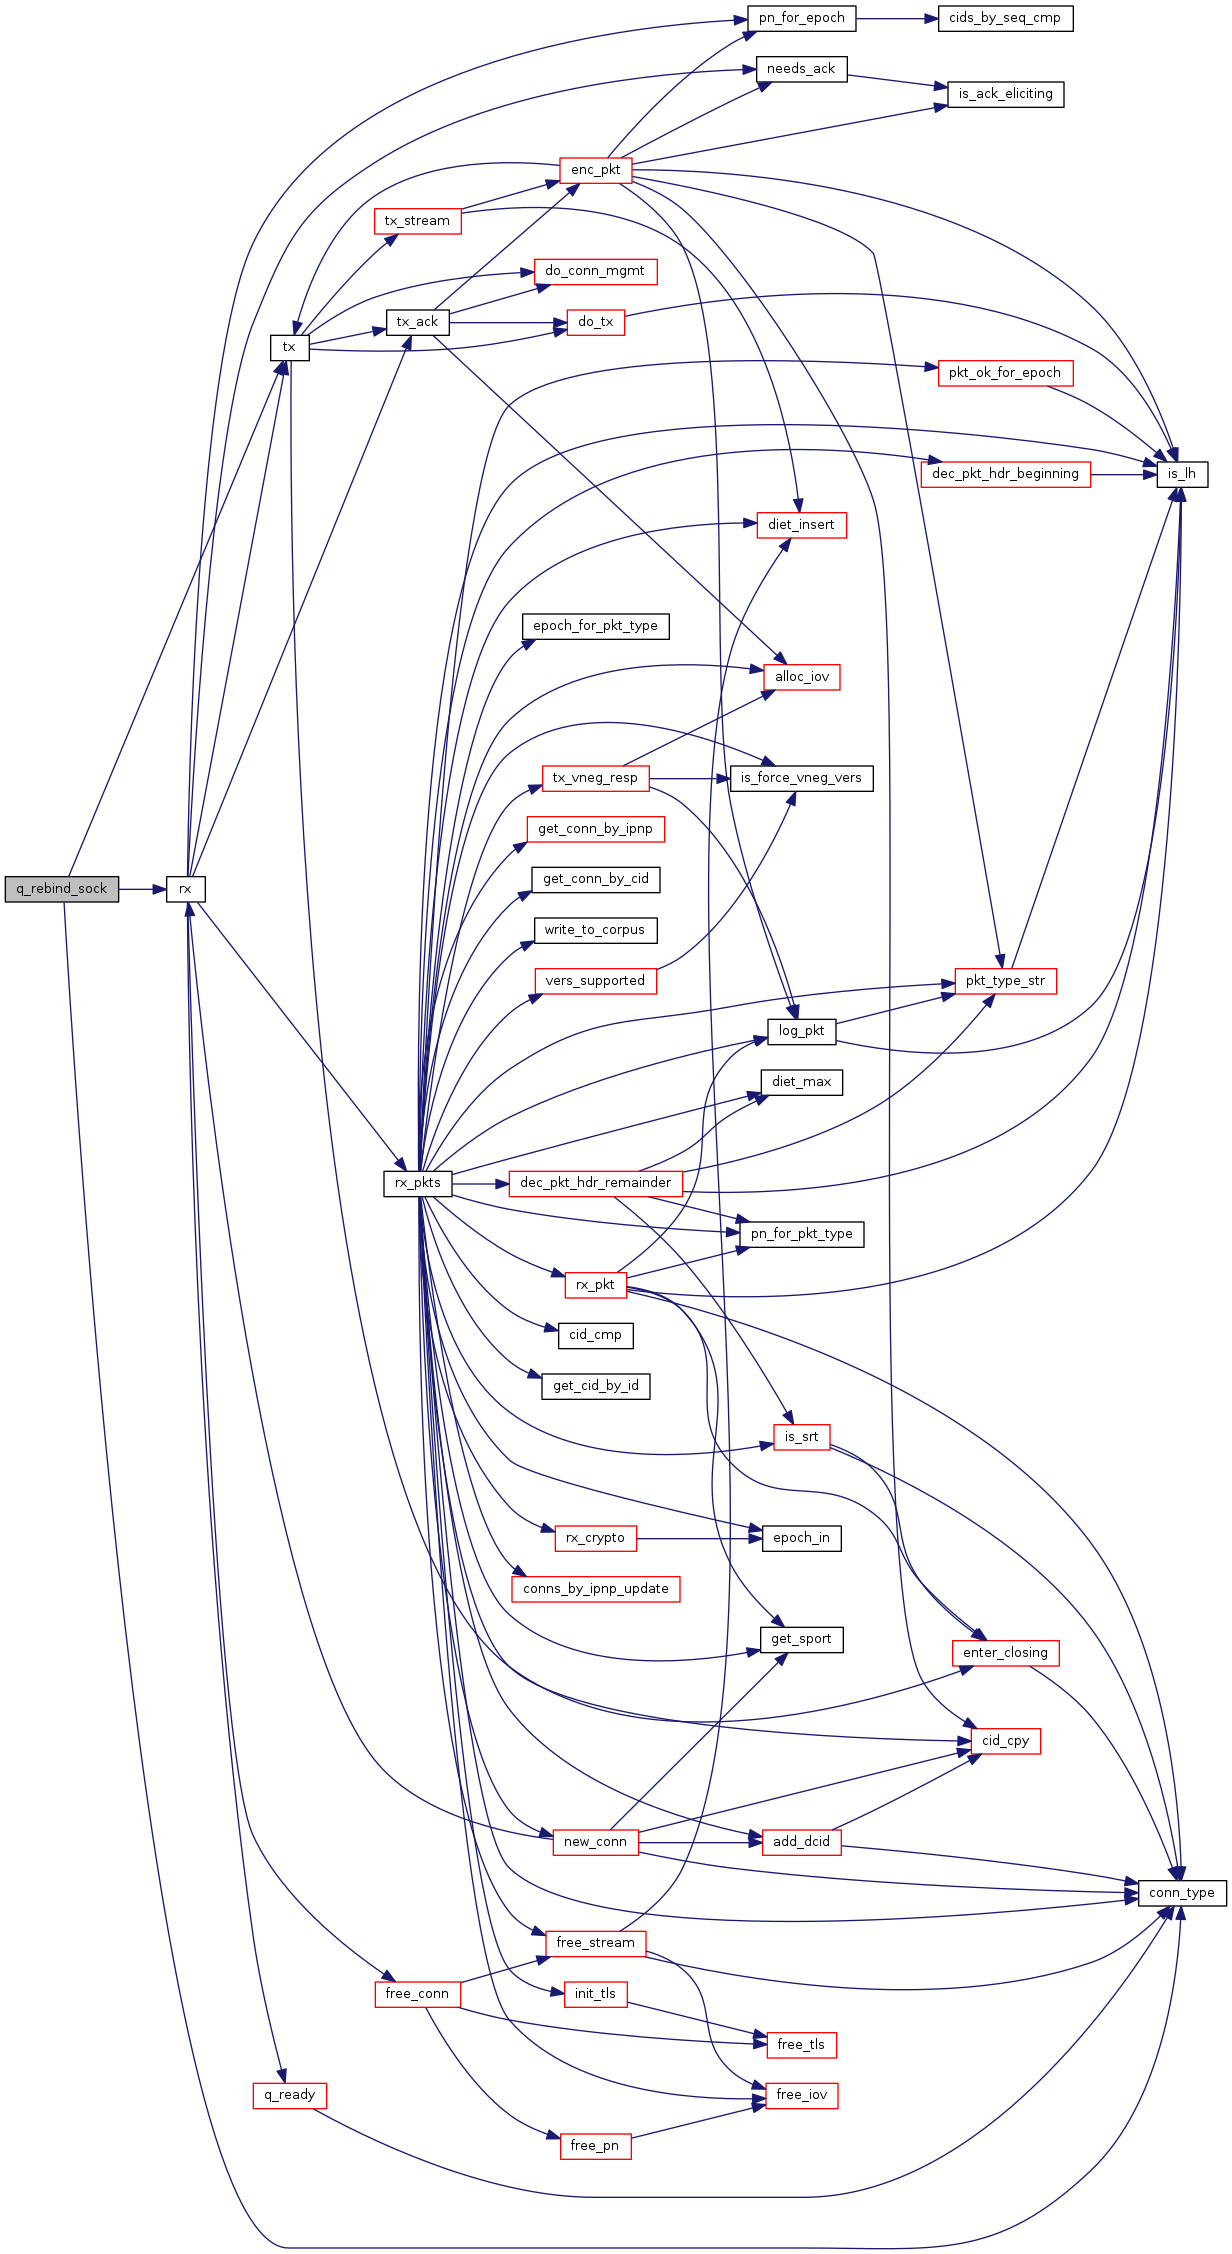 pn_for_epoch
cids_by_seq_cmp
needs_ack
is_ack_eliciting
enc_pkt
tx_stream
do_conn_mgmt
tx_ack
do_tx
tx
pkt_ok_for_epoch
dec_pkt_hdr_beginning
is_lh
diet_insert
epoch_for_pkt_type
alloc_iov
tx_vneg_resp
is_force_vneg_vers
get_conn_by_ipnp
get_conn_by_cid
q_rebind_sock
rx
write_to_corpus
vers_supported
pkt_type_str
log_pkt
diet_max
rx_pkts
dec_pkt_hdr_remainder
pn_for_pkt_type
rx_pkt
cid_cmp
get_cid_by_id
is_srt
rx_crypto
epoch_in
conns_by_ipnp_update
get_sport
enter_closing
cid_cpy
new_conn
add_dcid
conn_type
free_stream
free_conn
init_tls
free_tls
q_ready
free_iov
free_pn